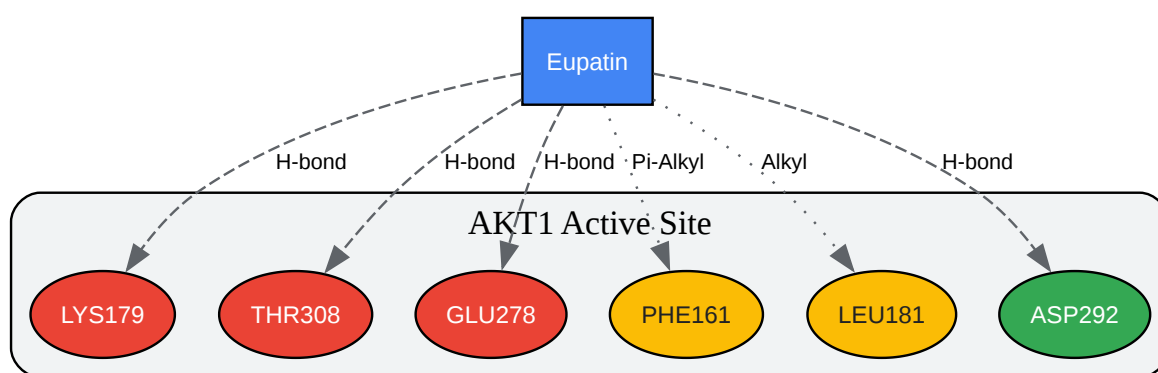 Eupatin
H-bond H-bond H-bond Pi-Alkyl Alkyl H-bond
AKT1 Active Site
LYS179 THR308 GLU278 PHE161 LEU181 ASP292